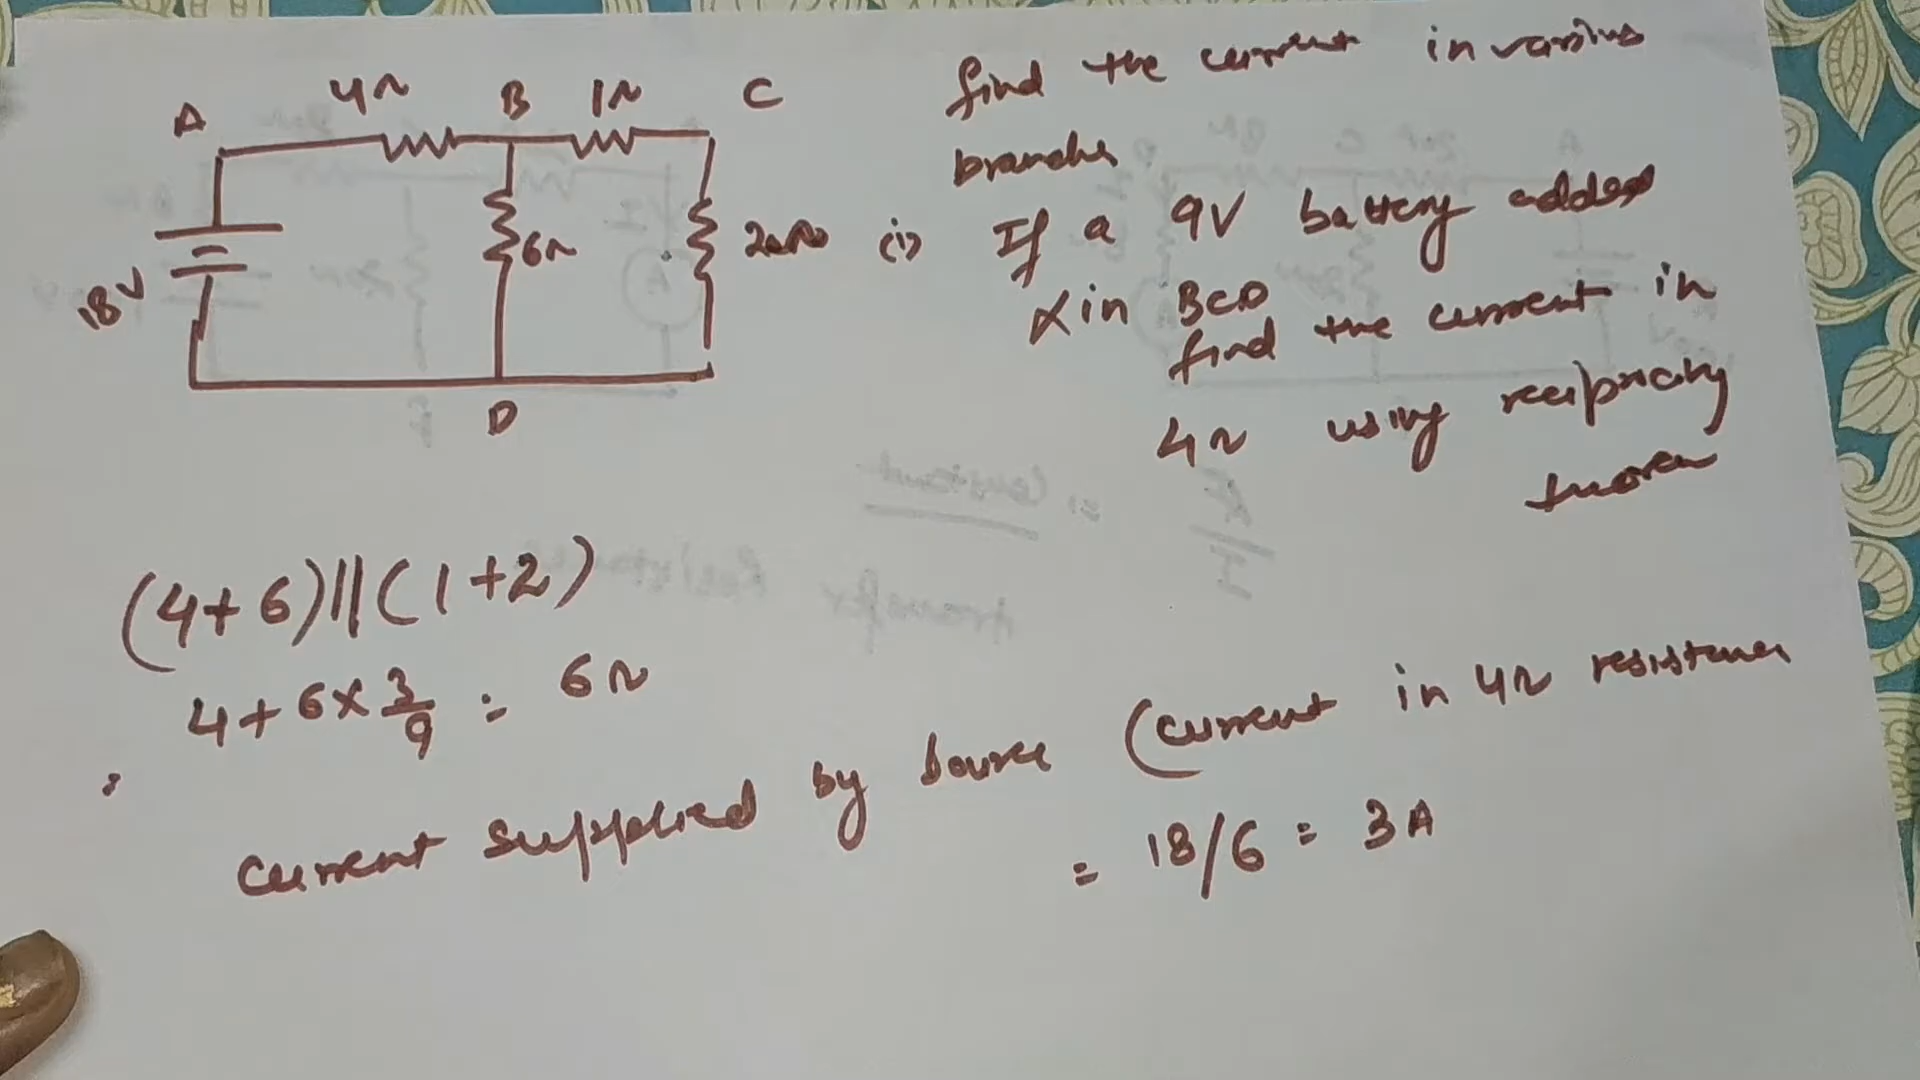 A 4Ω B 1Ω C
18V
6Ω
2Ω
D
find the current in various
branches
(i) If a 9V battery added
in BCD
find the current in
4Ω using reciprocity
theorem
(4+6)||(1+2)
4+6×3/9 = 6Ω
current supplied by source (current in 4Ω resistance
= 18/6 = 3A